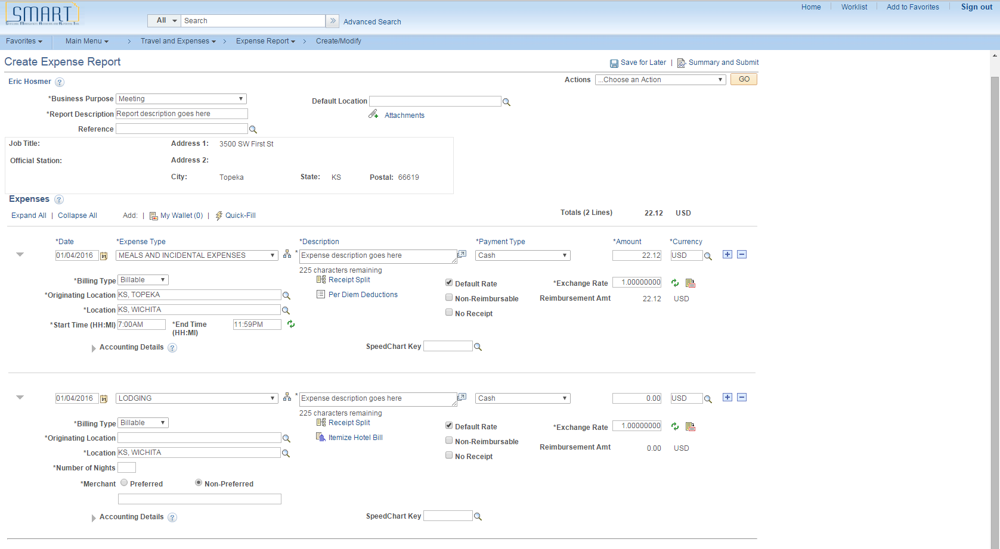 SMART
Home Worklist Add to Favorites Sign out
All Search Advanced Search
Favorites Main Menu Travel and Expenses Expense Report Create/Modify
Create Expense Report
Save for Later | Summary and Submit
Eric Hosmer
Actions ...Choose an Action GO
*Business Purpose Meeting
Default Location
*Report Description Report description goes here
Attachments
Reference
Job Title: Address 1: 3500 SW First St
Official Station: Address 2:
City: Topeka State: KS Postal: 66619
Expenses
Expand All | Collapse All Add: | My Wallet (0) | Quick-Fill
Totals (2 Lines) 22.12 USD
*Date *Expense Type *Description *Payment Type *Amount *Currency
01/04/2016 MEALS AND INCIDENTAL EXPENSES * Expense description goes here Cash 22.12 USD
225 characters remaining
*Billing Type Billable Receipt Split Default Rate *Exchange Rate 1.00000000
*Originating Location KS, TOPEKA Per Diem Deductions Non-Reimbursable Reimbursement Amt 22.12 USD
*Location KS, WICHITA No Receipt
*Start Time (HH:MI) 7:00AM *End Time (HH:MI) 11:59PM
Accounting Details SpeedChart Key
01/04/2016 LODGING * Expense description goes here Cash 0.00 USD
225 characters remaining
*Billing Type Billable Receipt Split Default Rate *Exchange Rate 1.00000000
*Originating Location Itemize Hotel Bill Non-Reimbursable Reimbursement Amt 0.00 USD
*Location KS, WICHITA No Receipt
*Number of Nights
*Merchant Preferred Non-Preferred
Accounting Details SpeedChart Key